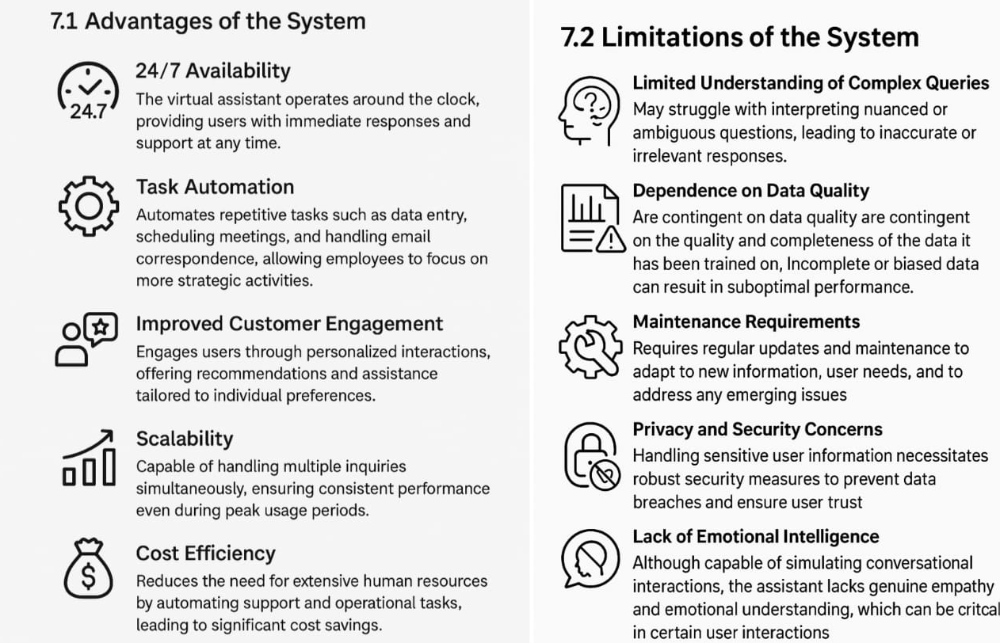 7.1 Advantages of the System
24.7
24/7 Availability
The virtual assistant operates around the clock,
providing users with immediate responses and
support at any time.
Task Automation
Automates repetitive tasks such as data entry,
scheduling meetings, and handling email
correspondence, allowing employees to focus on
more strategic activities.
Improved Customer Engagement
Engages users through personalized interactions,
offering recommendations and assistance
tailored to individual preferences.
Scalability
Capable of handling multiple inquiries
simultaneously, ensuring consistent performance
even during peak usage periods.
$
Cost Efficiency
Reduces the need for extensive human resources
by automating support and operational tasks,
leading to significant cost savings.
7.2 Limitations of the System
?
Limited Understanding of Complex Queries
May struggle with interpreting nuanced or
ambiguous questions, leading to inaccurate or
irrelevant responses.
!
Dependence on Data Quality
Are contingent on data quality are contingent
on the quality and completeness of the data it
has been trained on, Incomplete or biased data
can resuit in suboptimal performance.
Maintenance Requirements
Requires regular updates and maintenance to
adapt to new information, user needs, and to
address any emerging issues
Privacy and Security Concerns
Handling sensitive user information necessitates
robust security measures to prevent data
breaches and ensure user trust
Lack of Emotional Intelligence
Although capable of simulating conversational
interactions, the assistant lacks genuine empathy
and emotional understanding, which can be critcal
in certain user interactions